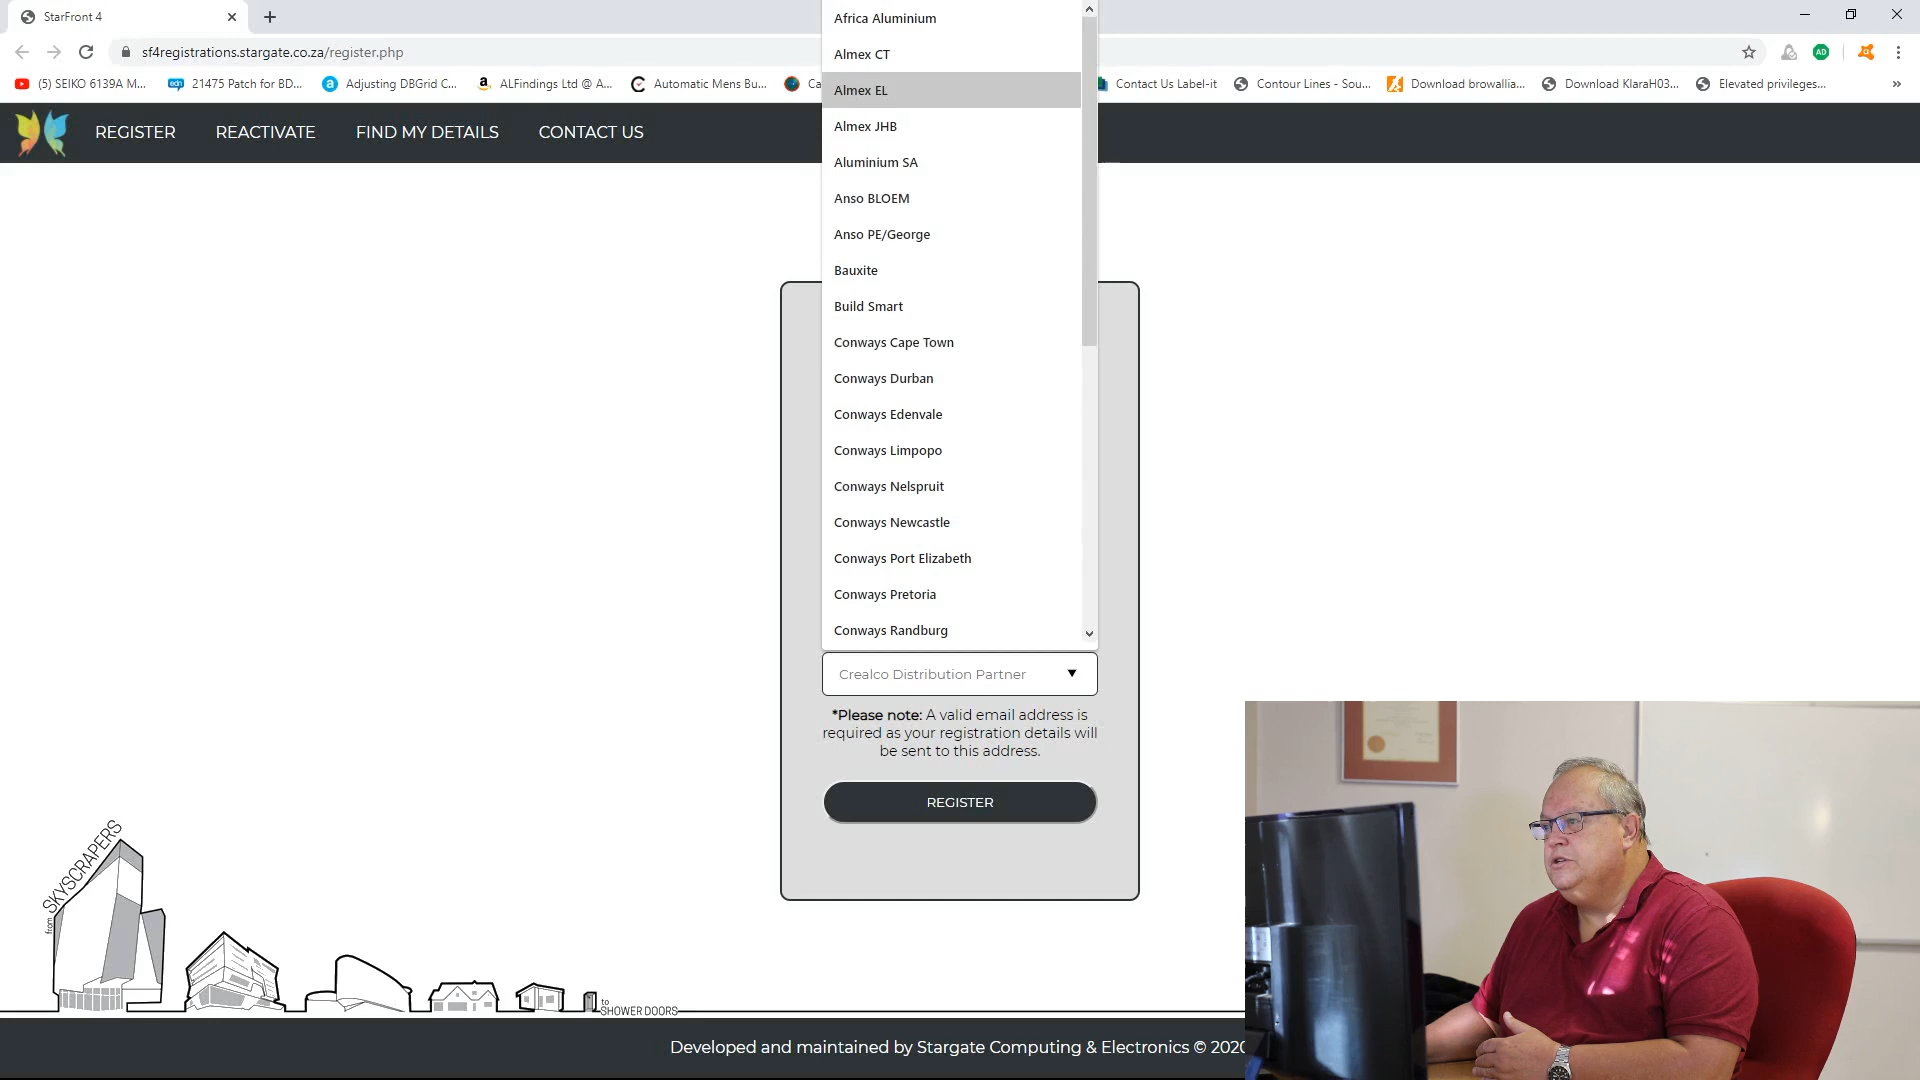 StarFront 4
sf4registrations.stargate.co.za/register.php
(5) SEIKO 6139A M...
21475 Patch for BD...
Adjusting DBGrid C...
ALFindings Ltd @ A...
Automatic Mens Bu...
Ca
Contact Us Label-it
Contour Lines - Sou...
Download browallia...
Download KlaraH03...
Elevated privileges...
»
REGISTER
REACTIVATE
FIND MY DETAILS
CONTACT US
Africa Aluminium
Almex CT
Almex EL
Almex JHB
Aluminium SA
Anso BLOEM
Anso PE/George
Bauxite
Build Smart
Conways Cape Town
Conways Durban
Conways Edenvale
Conways Limpopo
Conways Nelspruit
Conways Newcastle
Conways Port Elizabeth
Conways Pretoria
Conways Randburg
Crealco Distribution Partner
*Please note: A valid email address is
required as your registration details will
be sent to this address.
REGISTER
from SKYSCRAPERS
to
SHOWER DOORS
Developed and maintained by Stargate Computing & Electronics © 2020